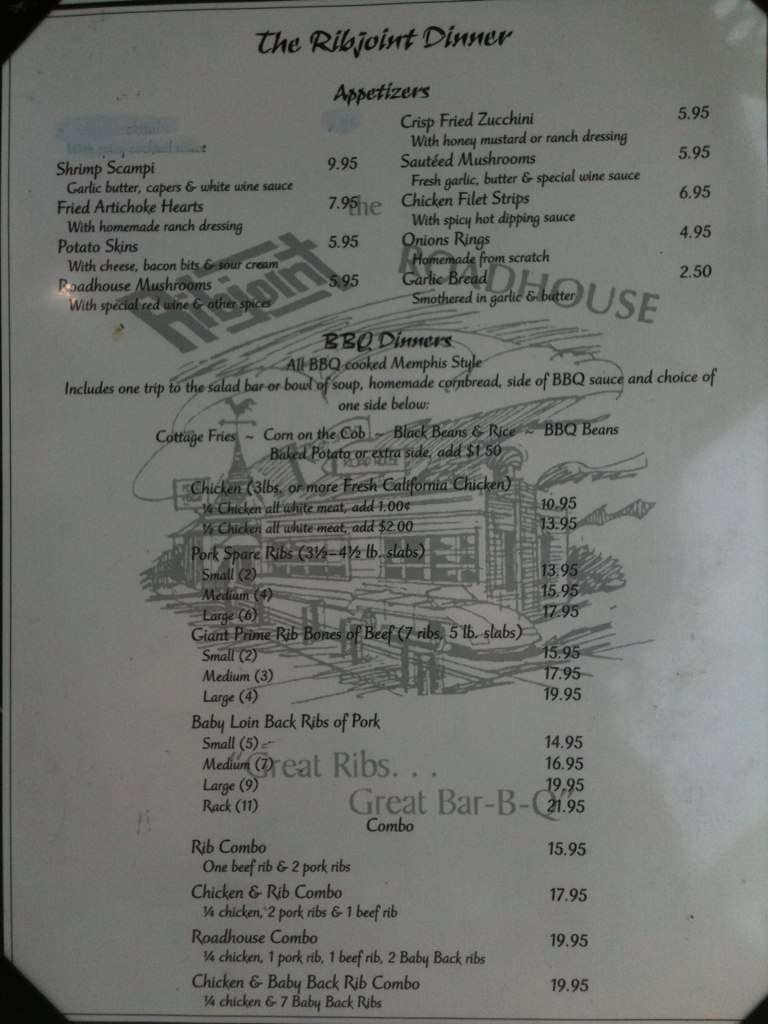 The Ribjoint Dinner
Appetizers
Shrimp Scampi 9.95
Garlic butter, capers & white wine sauce
Fried Artichoke Hearts 7.95
With homemade ranch dressing
Potato Skins 5.95
With cheese, bacon bits & sour cream
Roadhouse Mushrooms 5.95
With special red wine & other spices
Crisp Fried Zucchini 5.95
With honey mustard or ranch dressing
Sautéed Mushrooms 5.95
Fresh garlic, butter & special wine sauce
Chicken Filet Strips 6.95
With spicy hot dipping sauce
Onions Rings 4.95
Homemade from scratch
Garlic Bread 2.50
Smothered in garlic & butter
the
Ribjoint
ROADHOUSE
BBQ Dinners
All BBQ cooked Memphis Style
Includes one trip to the salad bar or bowl of soup, homemade cornbread, side of BBQ sauce and choice of
one side below:
Cottage Fries ~ Corn on the Cob ~ Black Beans & Rice ~ BBQ Beans
Baked Potato or extra side, add $1.50
Chicken (3lbs. or more Fresh California Chicken)
¼ Chicken all white meat, add 1.00¢ 10.95
½ Chicken all white meat, add $2.00 13.95
Pork Spare Ribs (3½–4½ lb. slabs)
Small (2) 13.95
Medium (4) 15.95
Large (6) 17.95
Giant Prime Rib Bones of Beef (7 ribs, 5 lb. slabs)
Small (2) 15.95
Medium (3) 17.95
Large (4) 19.95
Baby Loin Back Ribs of Pork
Small (5) 14.95
Medium (7) 16.95
Large (9) 19.95
Rack (11) 21.95
"Great Ribs. . .
Great Bar-B-Q"
Combo
Rib Combo 15.95
One beef rib & 2 pork ribs
Chicken & Rib Combo 17.95
¼ chicken, 2 pork ribs & 1 beef rib
Roadhouse Combo 19.95
¼ chicken, 1 pork rib, 1 beef rib, 2 Baby Back ribs
Chicken & Baby Back Rib Combo 19.95
¼ chicken & 7 Baby Back Ribs